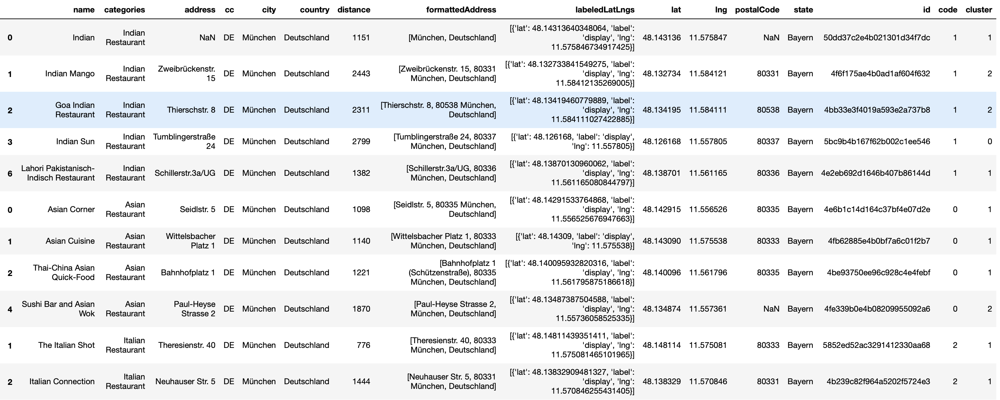 name categories address cc city country distance formattedAddress labeledLatLngs lat lng postalCode state id code cluster
0 Indian Indian Restaurant NaN DE München Deutschland 1151 [München, Deutschland] [{'lat': 48.14313640348064, 'label': 'display', 'lng': 11.575846734917425}] 48.143136 11.575847 NaN Bayern 50dd37c2e4b021301d34f7dc 1 1
1 Indian Mango Indian Restaurant Zweibrückenstr. 15 DE München Deutschland 2443 [Zweibrückenstr. 15, 80331 München, Deutschland] [{'lat': 48.132733841549275, 'label': 'display', 'lng': 11.58412135269005}] 48.132734 11.584121 80331 Bayern 4f6f175ae4b0ad1af604f632 1 2
2 Goa Indian Restaurant Indian Restaurant Thierschstr. 8 DE München Deutschland 2311 [Thierschstr. 8, 80538 München, Deutschland] [{'lat': 48.13419460779889, 'label': 'display', 'lng': 11.584111027422885}] 48.134195 11.584111 80538 Bayern 4bb33e3f4019a593e2a737b8 1 2
3 Indian Sun Indian Restaurant Tumblingerstraße 24 DE München Deutschland 2799 [Tumblingerstraße 24, 80337 München, Deutschland] [{'lat': 48.126168, 'label': 'display', 'lng': 11.557805}] 48.126168 11.557805 80337 Bayern 5bc9b4b167f62b002c1ee546 1 0
6 Lahori Pakistanisch-Indisch Restaurant Indian Restaurant Schillerstr.3a/UG DE München Deutschland 1382 [Schillerstr.3a/UG, 80336 München, Deutschland] [{'lat': 48.13870130960062, 'label': 'display', 'lng': 11.561165080844797}] 48.138701 11.561165 80336 Bayern 4e2eb692d1646b407b86144d 1 1
0 Asian Corner Asian Restaurant Seidlstr. 5 DE München Deutschland 1098 [Seidlstr. 5, 80335 München, Deutschland] [{'lat': 48.14291533764868, 'label': 'display', 'lng': 11.556525676947663}] 48.142915 11.556526 80335 Bayern 4e6b1c14d164c37bf4e07d2e 0 1
1 Asian Cuisine Asian Restaurant Wittelsbacher Platz 1 DE München Deutschland 1140 [Wittelsbacher Platz 1, 80333 München, Deutschland] [{'lat': 48.14309, 'label': 'display', 'lng': 11.575538}] 48.143090 11.575538 80333 Bayern 4fb62885e4b0bf7a6c01f2b7 0 1
2 Thai-China Asian Quick-Food Asian Restaurant Bahnhofplatz 1 DE München Deutschland 1221 [Bahnhofplatz 1 (Schützenstraße), 80335 München, Deutschland] [{'lat': 48.140095932820316, 'label': 'display', 'lng': 11.561795875186618}] 48.140096 11.561796 80335 Bayern 4be93750ee96c928c4e4febf 0 1
4 Sushi Bar and Asian Wok Asian Restaurant Paul-Heyse Strasse 2 DE München Deutschland 1870 [Paul-Heyse Strasse 2, München, Deutschland] [{'lat': 48.13487387504588, 'label': 'display', 'lng': 11.55736058525335}] 48.134874 11.557361 NaN Bayern 4fe339b0e4b08209955092a6 0 2
1 The Italian Shot Italian Restaurant Theresienstr. 40 DE München Deutschland 776 [Theresienstr. 40, 80333 München, Deutschland] [{'lat': 48.14811439351411, 'label': 'display', 'lng': 11.575081465101965}] 48.148114 11.575081 80333 Bayern 5852ed52ac3291412330aa68 2 1
2 Italian Connection Italian Restaurant Neuhauser Str. 5 DE München Deutschland 1444 [Neuhauser Str. 5, 80331 München, Deutschland] [{'lat': 48.13832909481327, 'label': 'display', 'lng': 11.570846255431405}] 48.138329 11.570846 80331 Bayern 4b239c82f964a5202f5724e3 2 1